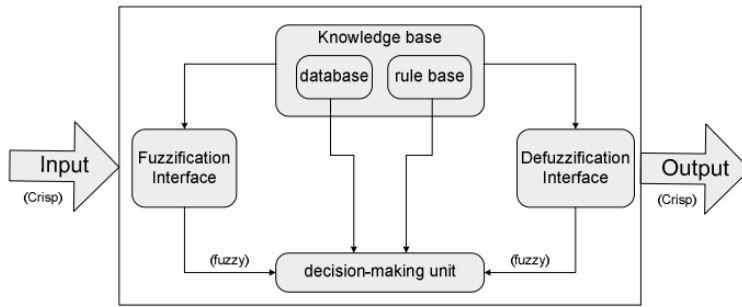 Knowledge base
database
rule base
Input
(Crisp)
Fuzzification
Interface
Defuzzification
Interface
Output
(Crisp)
(fuzzy)
decision-making unit
(fuzzy)